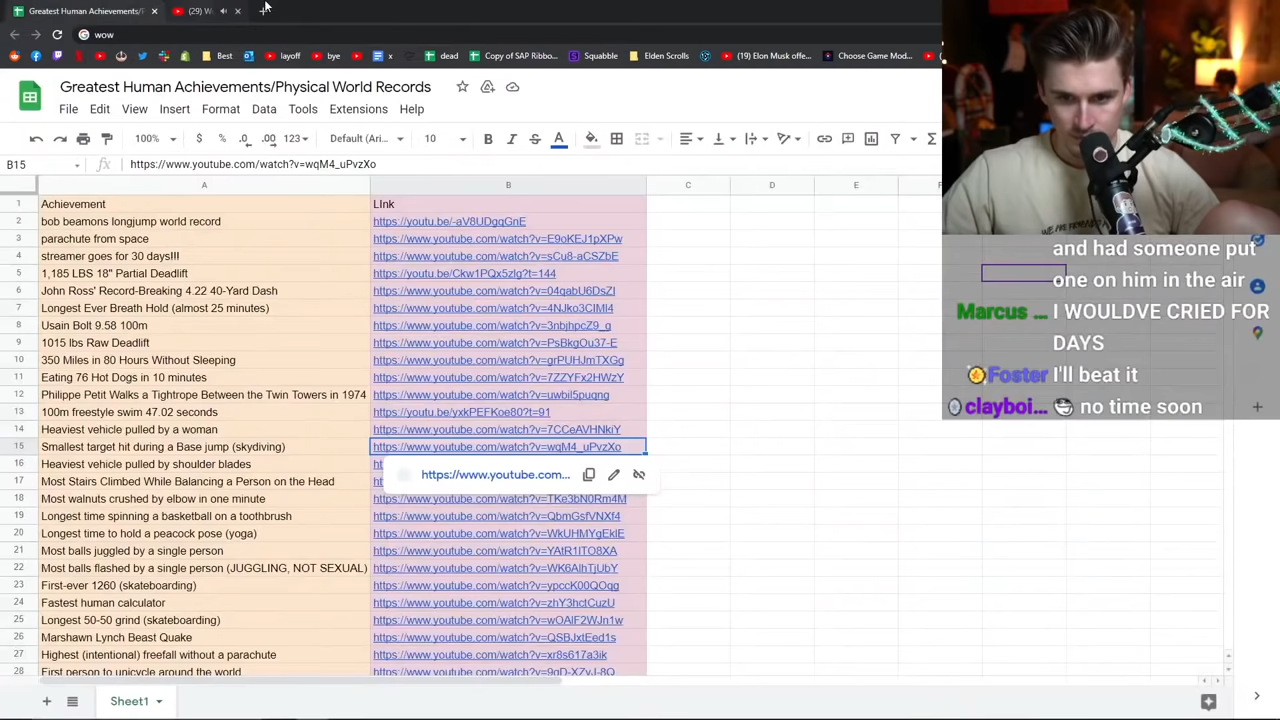 Greatest Human Achievements/P
(29) W
wow
Best
layoff
bye
x
dead
Copy of SAP Ribbo...
Squabble
Elden Scrolls
(19) Elon Musk offe...
Choose Game Mod...
Greatest Human Achievements/Physical World Records
File Edit View Insert Format Data Tools Extensions Help
100% $ % .0 .00 123 Default (Ari... 10 B I S A Σ
B15 fx https://www.youtube.com/watch?v=wqM4_uPvzXo
A B C D E F
1 Achievement LInk
2 bob beamons longjump world record https://youtu.be/-aV8UDgqGnE
3 parachute from space https://www.youtube.com/watch?v=E9oKEJ1pXPw
4 streamer goes for 30 days!!! https://www.youtube.com/watch?v=sCu8-aCSZbE
5 1,185 LBS 18" Partial Deadlift https://youtu.be/Ckw1PQx5zIg?t=144
6 John Ross' Record-Breaking 4.22 40-Yard Dash https://www.youtube.com/watch?v=04qabU6DsZI
7 Longest Ever Breath Hold (almost 25 minutes) https://www.youtube.com/watch?v=4NJko3CIMI4
8 Usain Bolt 9.58 100m https://www.youtube.com/watch?v=3nbjhpcZ9_g
9 1015 lbs Raw Deadlift https://www.youtube.com/watch?v=PsBkgOu37-E
10 350 Miles in 80 Hours Without Sleeping https://www.youtube.com/watch?v=grPUHJmTXGg
11 Eating 76 Hot Dogs in 10 minutes https://www.youtube.com/watch?v=7ZZYFx2HWzY
12 Philippe Petit Walks a Tightrope Between the Twin Towers in 1974 https://www.youtube.com/watch?v=uwbil5puqng
13 100m freestyle swim 47.02 seconds https://youtu.be/yxkPEFKoe80?t=91
14 Heaviest vehicle pulled by a woman https://www.youtube.com/watch?v=7CCeAVHNkiY
15 Smallest target hit during a Base jump (skydiving) https://www.youtube.com/watch?v=wqM4_uPvzXo
16 Heaviest vehicle pulled by shoulder blades ht
https://www.youtube.com...
17 Most Stairs Climbed While Balancing a Person on the Head ht
18 Most walnuts crushed by elbow in one minute https://www.youtube.com/watch?v=TKe3bN0Rm4M
19 Longest time spinning a basketball on a toothbrush https://www.youtube.com/watch?v=QbmGsfVNXf4
20 Longest time to hold a peacock pose (yoga) https://www.youtube.com/watch?v=WkUHMYgEklE
21 Most balls juggled by a single person https://www.youtube.com/watch?v=YAtR1lTO8XA
22 Most balls flashed by a single person (JUGGLING, NOT SEXUAL) https://www.youtube.com/watch?v=WK6AlhTjUbY
23 First-ever 1260 (skateboarding) https://www.youtube.com/watch?v=ypccK00QOqg
24 Fastest human calculator https://www.youtube.com/watch?v=zhY3hctCuzU
25 Longest 50-50 grind (skateboarding) https://www.youtube.com/watch?v=wOAlF2WJn1w
26 Marshawn Lynch Beast Quake https://www.youtube.com/watch?v=QSBJxtEed1s
27 Highest (intentional) freefall without a parachute https://www.youtube.com/watch?v=xr8s617a3ik
28 First person to unicycle around the world https://www.youtube.com/watch?v=9gD-XZyJ-8Q
Sheet1
and had someone put
one on him in the air
Marcus ... I WOULDVE CRIED FOR
DAYS
Foster I'll beat it
clayboi... no time soon